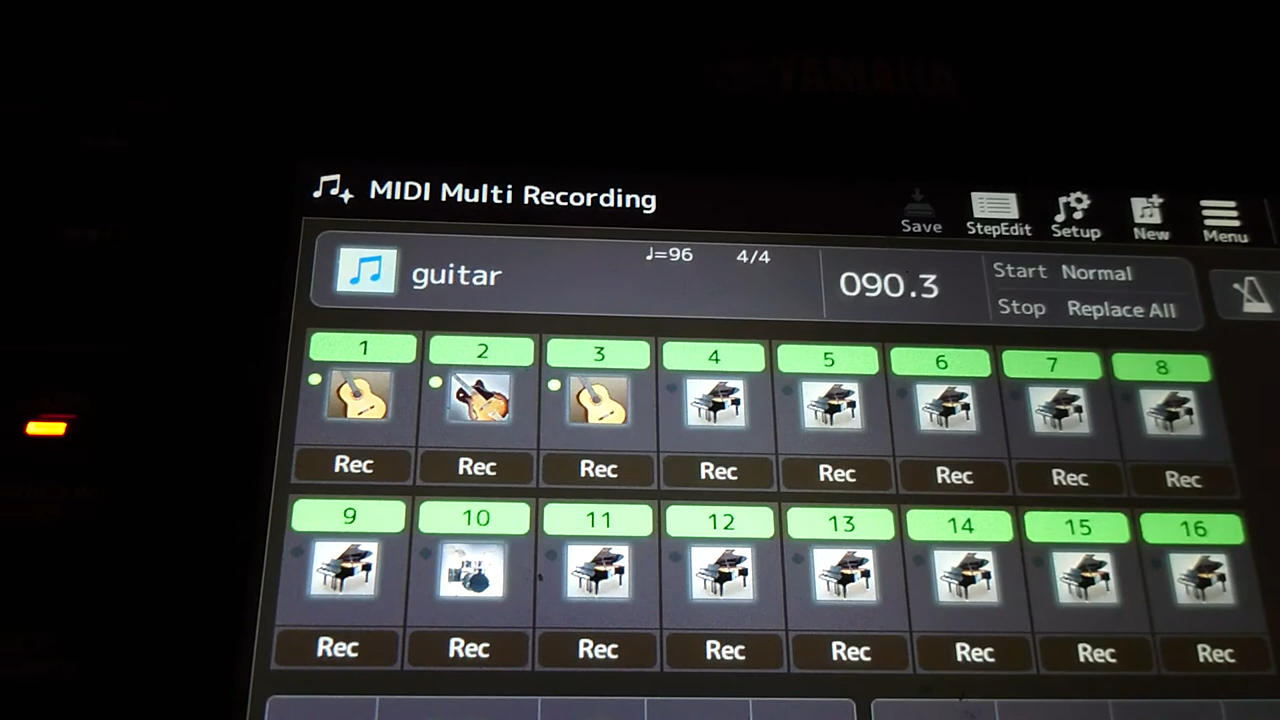 YAMAHA
MIDI Multi Recording
Save
StepEdit
Setup
New
Menu
guitar
♩=96
4/4
090.3
Start Normal
Stop Replace All
1 2 3 4 5 6 7 8
Rec Rec Rec Rec Rec Rec Rec Rec
9 10 11 12 13 14 15 16
Rec Rec Rec Rec Rec Rec Rec Rec